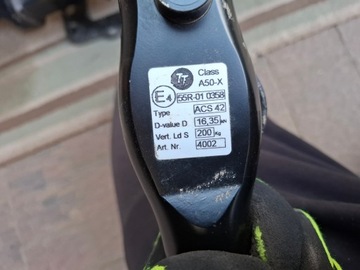 TT
Class
A50-X
E4 55R-01 0358
Type ACS 42
D-value D 16,35 kN
Vert. Ld S 200 Kg
Art. Nr. 4002